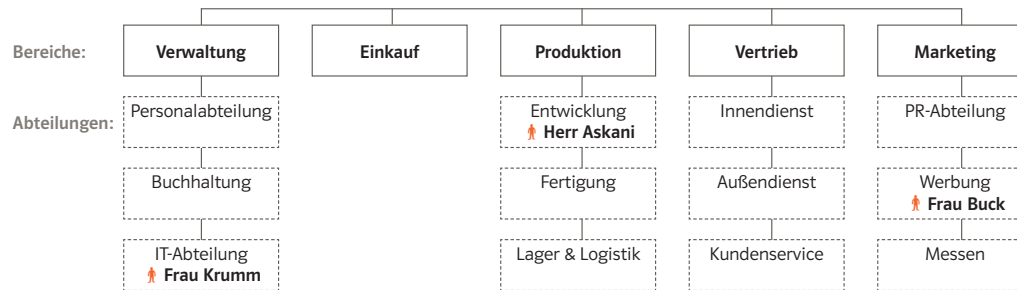 Bereiche:
Verwaltung
Einkauf
Produktion
Vertrieb
Marketing
Abteilungen:
Personalabteilung
Entwicklung
Herr Askani
Innendienst
PR-Abteilung
Buchhaltung
Fertigung
Außendienst
Werbung
Frau Buck
IT-Abteilung
Frau Krumm
Lager & Logistik
Kundenservice
Messen